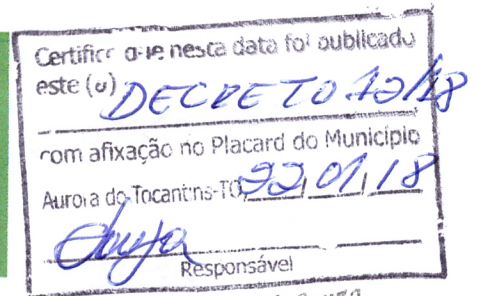 Certifico que nesta data foi publicado
este (a) DECRETO 12/18
com afixação no Placard do Município
Aurora do Tocantins-TO, 22, 01, 18
Responsável